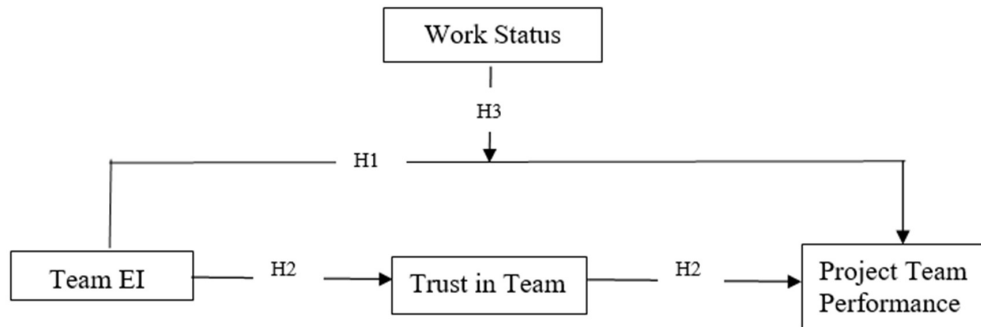 Work Status
H3
H1
Team EI
H2
Trust in Team
H2
Project Team
Performance